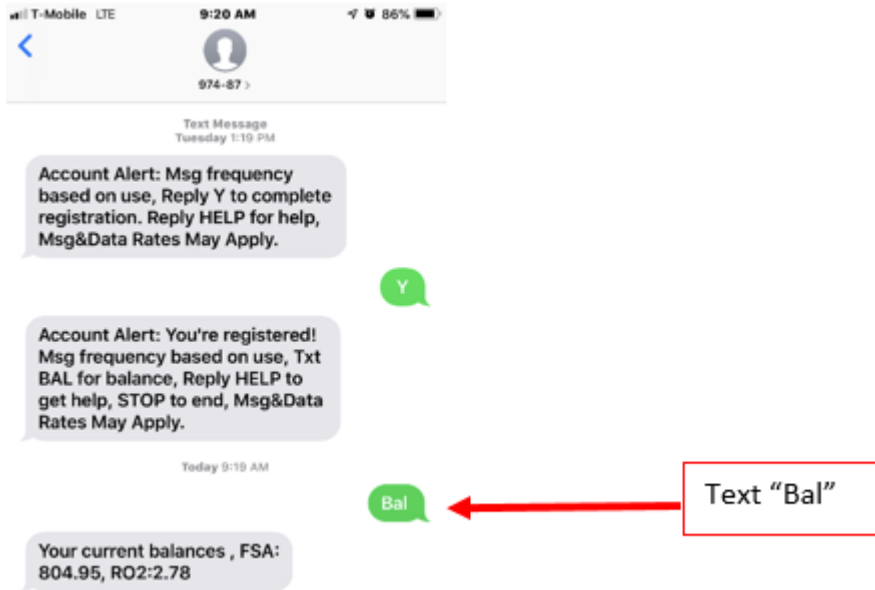 T-Mobile LTE 9:20 AM 86%
974-87 >
Text Message
Tuesday 1:19 PM
Account Alert: Msg frequency
based on use, Reply Y to complete
registration. Reply HELP for help,
Msg&Data Rates May Apply.
Y
Account Alert: You're registered!
Msg frequency based on use, Txt
BAL for balance, Reply HELP to
get help, STOP to end, Msg&Data
Rates May Apply.
Today 9:19 AM
Bal
Text “Bal”
Your current balances , FSA:
804.95, RO2:2.78